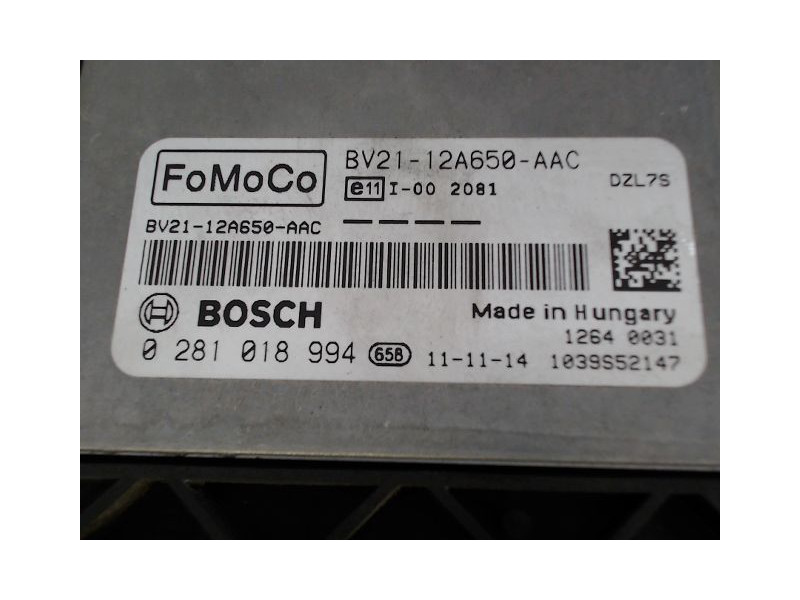 FoMoCo
BV21-12A650-AAC
e11 I-00 2081
DZL7S
BV21-12A650-AAC
BOSCH
Made in Hungary
1264 0031
0 281 018 994 658 11-11-14 1039S52147